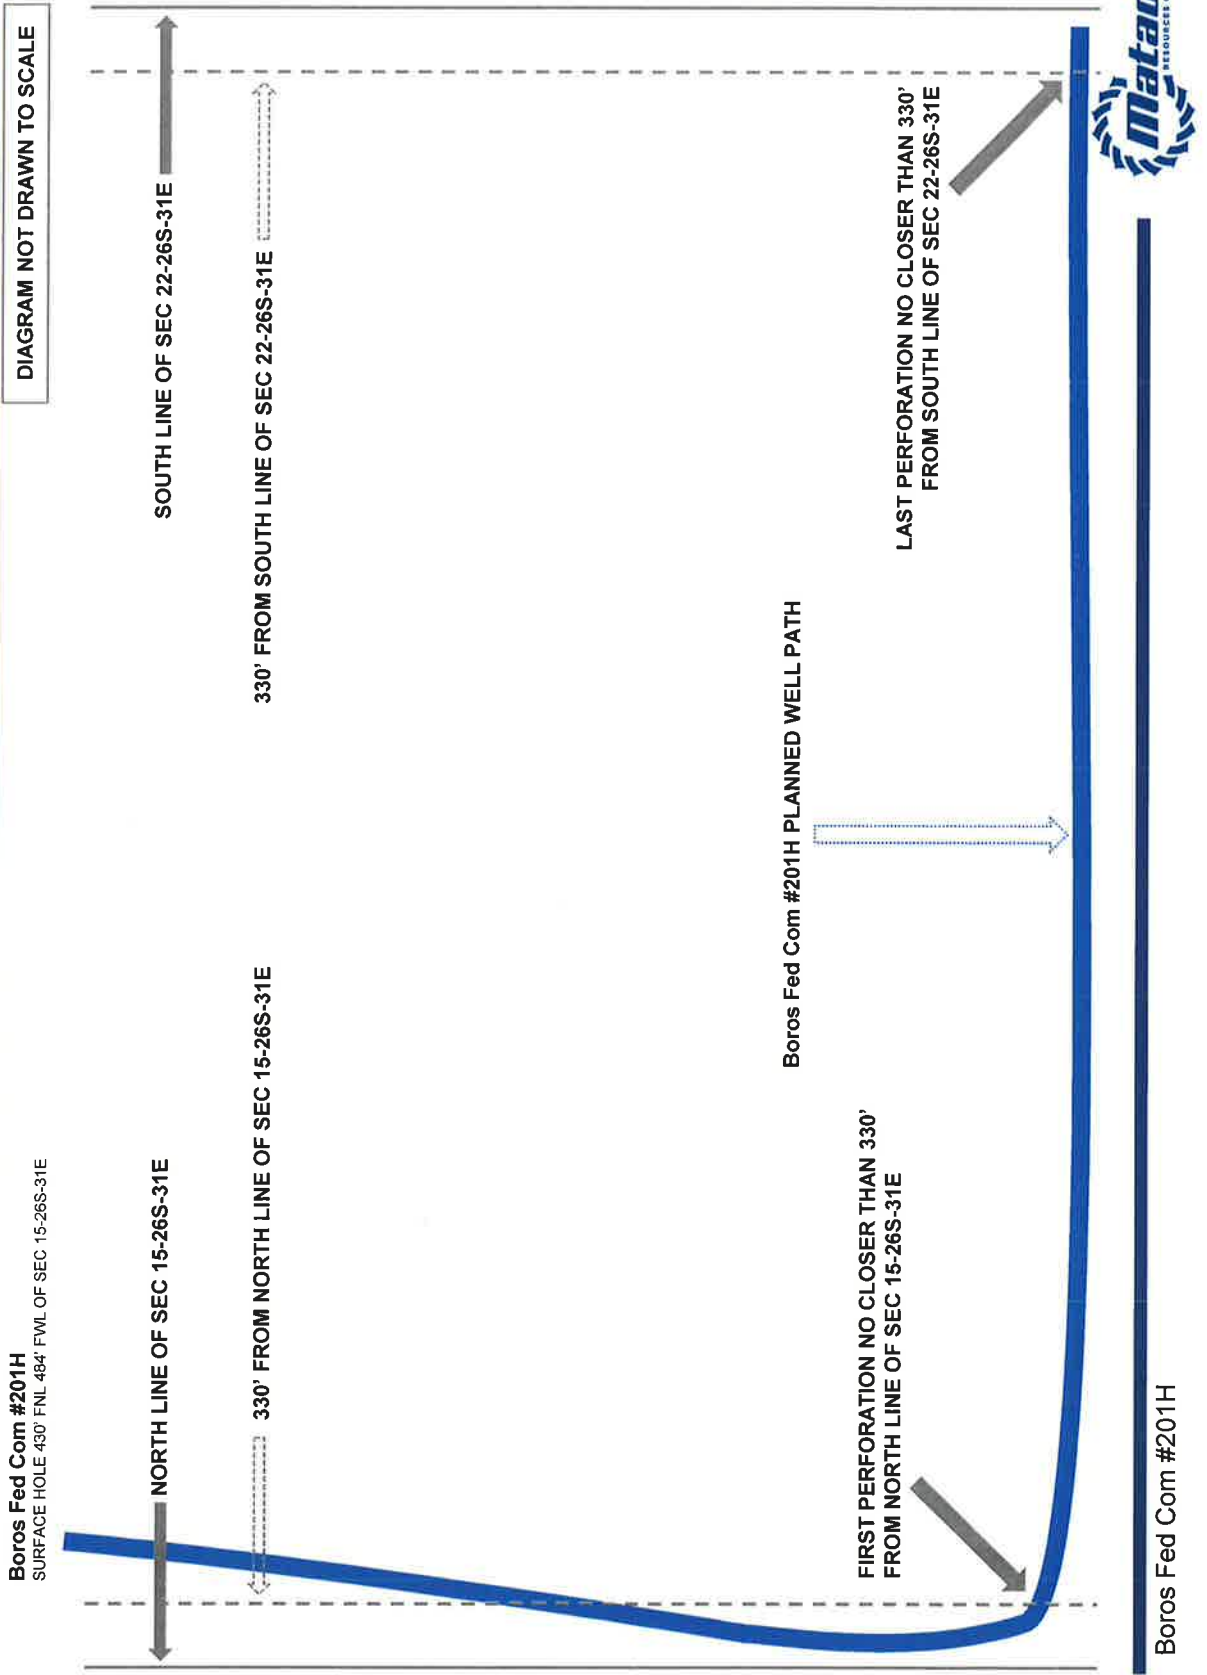 DIAGRAM NOT DRAWN TO SCALE
Boros Fed Com #201H
SURFACE HOLE 430' FNL 484' FWL OF SEC 15-26S-31E
NORTH LINE OF SEC 15-26S-31E
SOUTH LINE OF SEC 22-26S-31E
330' FROM NORTH LINE OF SEC 15-26S-31E
330' FROM SOUTH LINE OF SEC 22-26S-31E
Boros Fed Com #201H PLANNED WELL PATH
FIRST PERFORATION NO CLOSER THAN 330'
FROM NORTH LINE OF SEC 15-26S-31E
LAST PERFORATION NO CLOSER THAN 330'
FROM SOUTH LINE OF SEC 22-26S-31E
Boros Fed Com #201H
RESOURCES